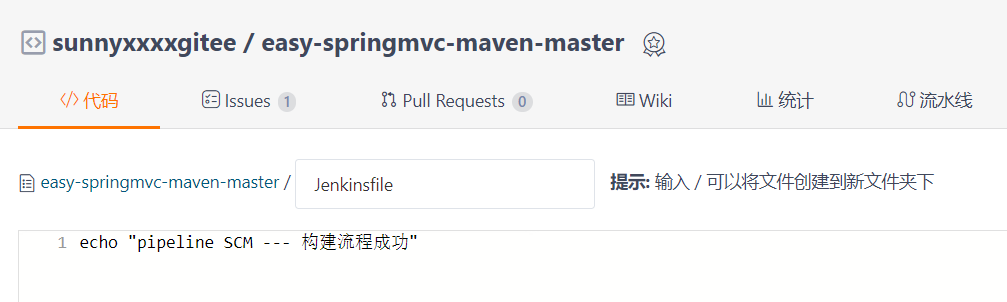 sunnyxxxxgitee / easy-springmvc-maven-master
代码 Issues 1 Pull Requests 0 Wiki 统计 流水线
easy-springmvc-maven-master / Jenkinsfile 提示: 输入 / 可以将文件创建到新文件夹下
1 echo "pipeline SCM --- 构建流程成功"